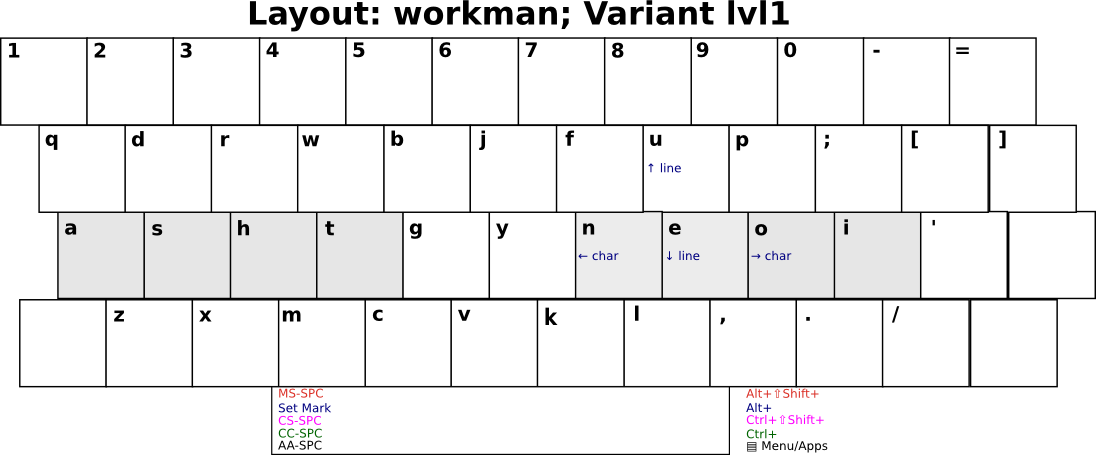 Layout: workman; Variant lvl1
1 2 3 4 5 6 7 8 9 0 - =
q d r w b j f u p ; [ ]
↑ line
a s h t g y n e o i '
← char ↓ line → char
z x m c v k l , . /
MS-SPC Alt+⇧Shift+
Set Mark Alt+
CS-SPC Ctrl+⇧Shift+
CC-SPC Ctrl+
AA-SPC ▤ Menu/Apps